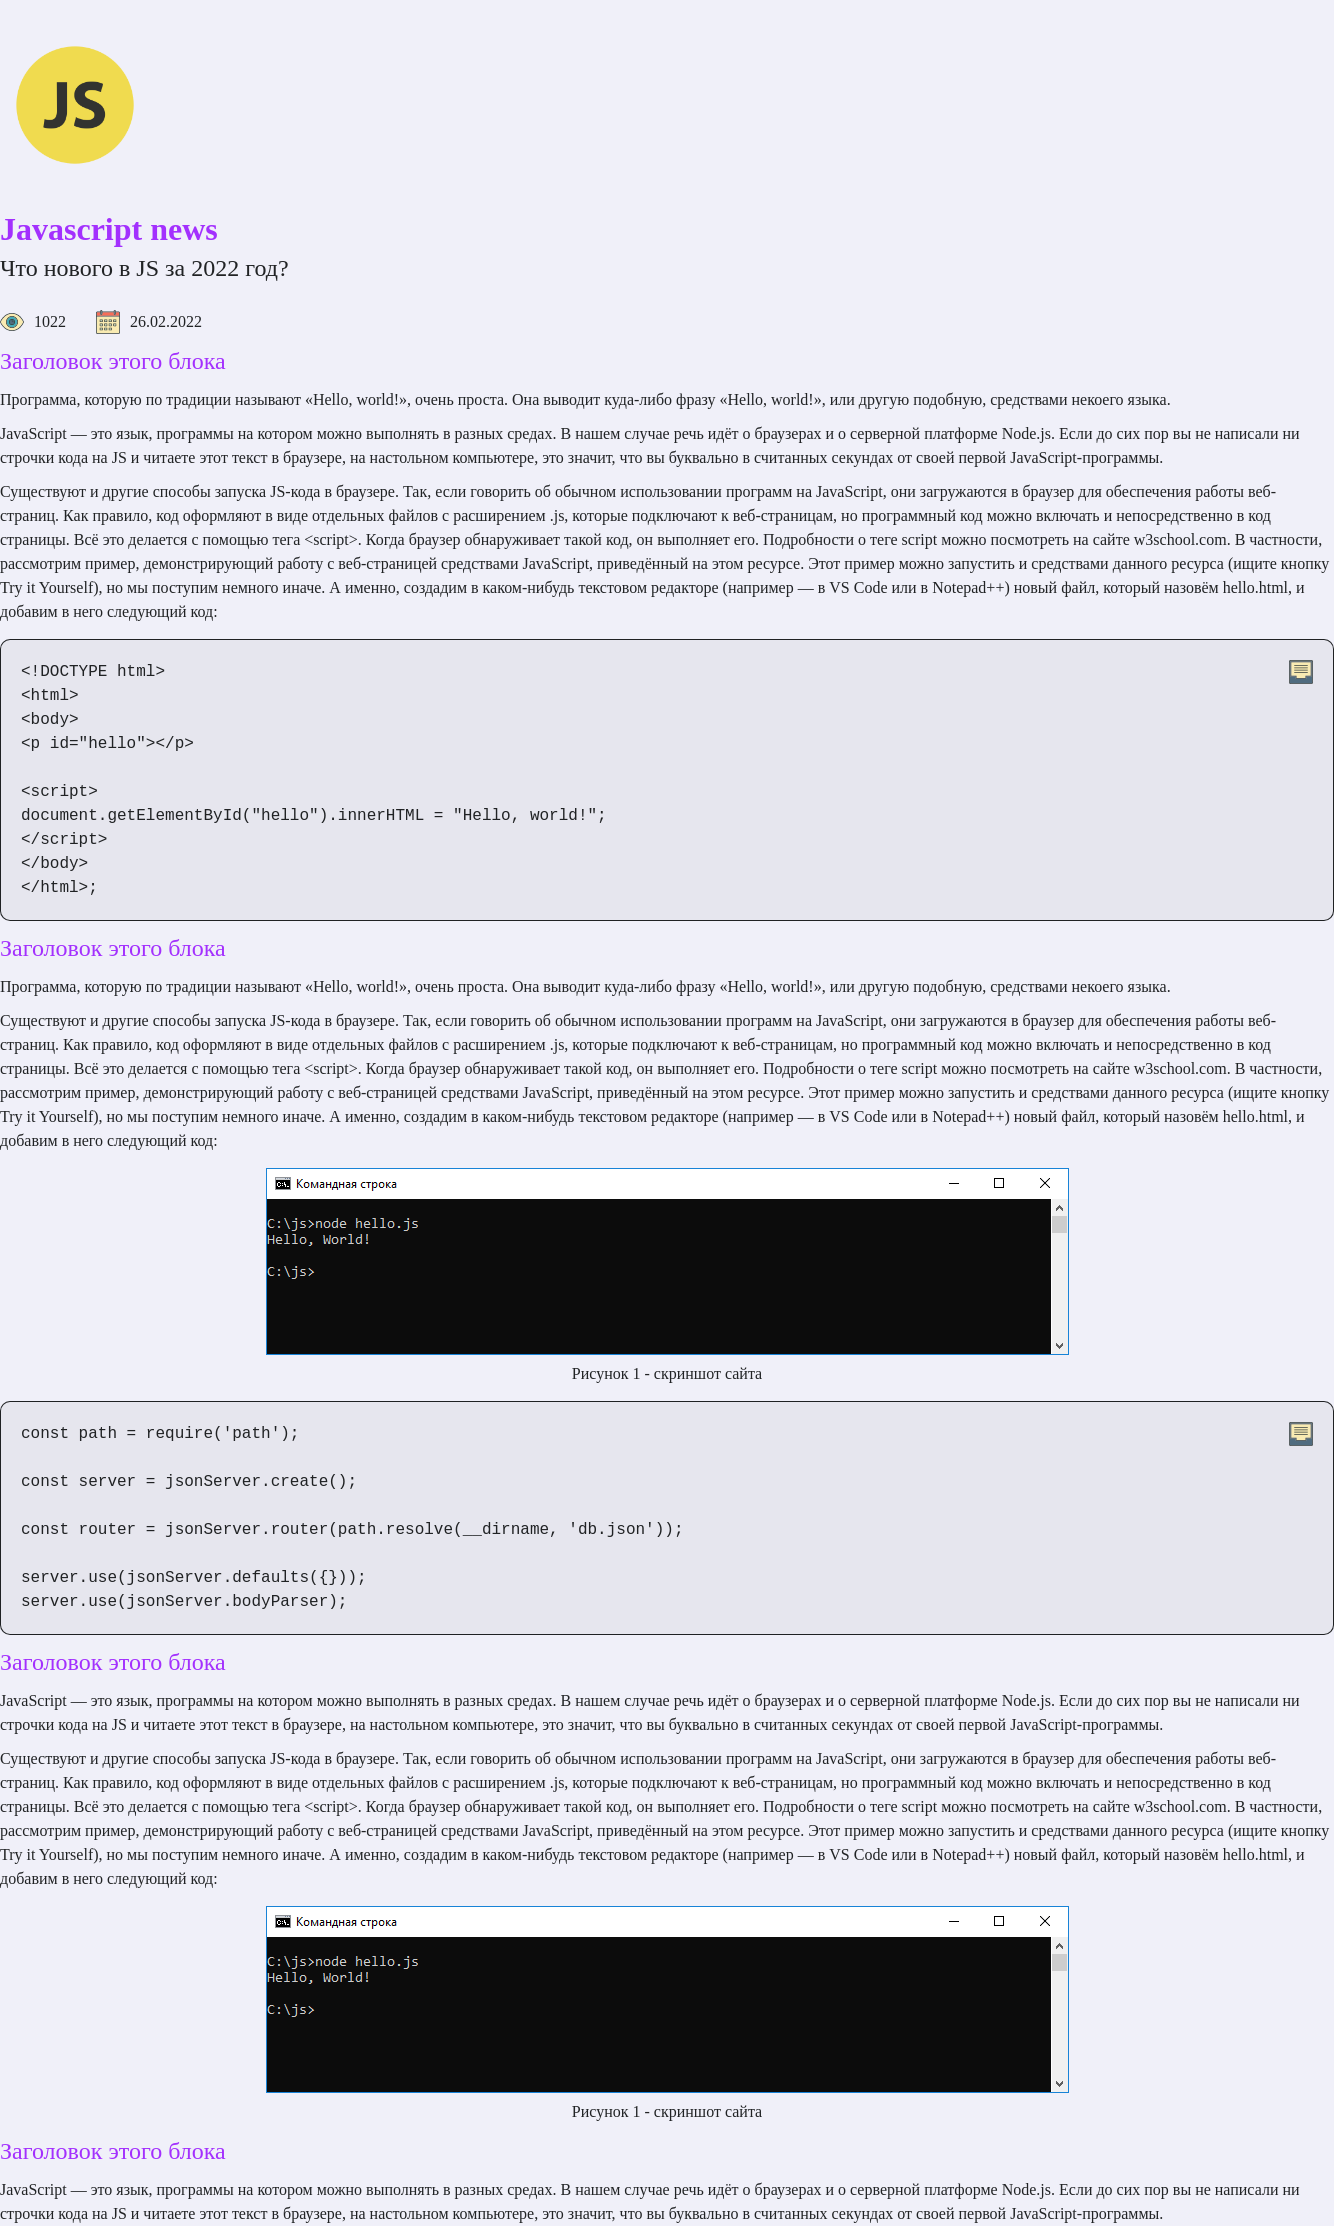 JS
Javascript news
Что нового в JS за 2022 год?
1022 26.02.2022
Заголовок этого блока
Программа, которую по традиции называют «Hello, world!», очень проста. Она выводит куда-либо фразу «Hello, world!», или другую подобную, средствами некоего языка.
JavaScript — это язык, программы на котором можно выполнять в разных средах. В нашем случае речь идёт о браузерах и о серверной платформе Node.js. Если до сих пор вы не написали ни
строчки кода на JS и читаете этот текст в браузере, на настольном компьютере, это значит, что вы буквально в считанных секундах от своей первой JavaScript-программы.
Существуют и другие способы запуска JS-кода в браузере. Так, если говорить об обычном использовании программ на JavaScript, они загружаются в браузер для обеспечения работы веб-
страниц. Как правило, код оформляют в виде отдельных файлов с расширением .js, которые подключают к веб-страницам, но программный код можно включать и непосредственно в код
страницы. Всё это делается с помощью тега <script>. Когда браузер обнаруживает такой код, он выполняет его. Подробности о теге script можно посмотреть на сайте w3school.com. В частности,
рассмотрим пример, демонстрирующий работу с веб-страницей средствами JavaScript, приведённый на этом ресурсе. Этот пример можно запустить и средствами данного ресурса (ищите кнопку
Try it Yourself), но мы поступим немного иначе. А именно, создадим в каком-нибудь текстовом редакторе (например — в VS Code или в Notepad++) новый файл, который назовём hello.html, и
добавим в него следующий код:
<!DOCTYPE html>
<html>
<body>
<p id="hello"></p>
<script>
document.getElementById("hello").innerHTML = "Hello, world!";
</script>
</body>
</html>;
Заголовок этого блока
Программа, которую по традиции называют «Hello, world!», очень проста. Она выводит куда-либо фразу «Hello, world!», или другую подобную, средствами некоего языка.
Существуют и другие способы запуска JS-кода в браузере. Так, если говорить об обычном использовании программ на JavaScript, они загружаются в браузер для обеспечения работы веб-
страниц. Как правило, код оформляют в виде отдельных файлов с расширением .js, которые подключают к веб-страницам, но программный код можно включать и непосредственно в код
страницы. Всё это делается с помощью тега <script>. Когда браузер обнаруживает такой код, он выполняет его. Подробности о теге script можно посмотреть на сайте w3school.com. В частности,
рассмотрим пример, демонстрирующий работу с веб-страницей средствами JavaScript, приведённый на этом ресурсе. Этот пример можно запустить и средствами данного ресурса (ищите кнопку
Try it Yourself), но мы поступим немного иначе. А именно, создадим в каком-нибудь текстовом редакторе (например — в VS Code или в Notepad++) новый файл, который назовём hello.html, и
добавим в него следующий код:
Командная строка
C:\js>node hello.js
Hello, World!
C:\js>
Рисунок 1 - скриншот сайта
const path = require('path');
const server = jsonServer.create();
const router = jsonServer.router(path.resolve(__dirname, 'db.json'));
server.use(jsonServer.defaults({}));
server.use(jsonServer.bodyParser);
Заголовок этого блока
JavaScript — это язык, программы на котором можно выполнять в разных средах. В нашем случае речь идёт о браузерах и о серверной платформе Node.js. Если до сих пор вы не написали ни
строчки кода на JS и читаете этот текст в браузере, на настольном компьютере, это значит, что вы буквально в считанных секундах от своей первой JavaScript-программы.
Существуют и другие способы запуска JS-кода в браузере. Так, если говорить об обычном использовании программ на JavaScript, они загружаются в браузер для обеспечения работы веб-
страниц. Как правило, код оформляют в виде отдельных файлов с расширением .js, которые подключают к веб-страницам, но программный код можно включать и непосредственно в код
страницы. Всё это делается с помощью тега <script>. Когда браузер обнаруживает такой код, он выполняет его. Подробности о теге script можно посмотреть на сайте w3school.com. В частности,
рассмотрим пример, демонстрирующий работу с веб-страницей средствами JavaScript, приведённый на этом ресурсе. Этот пример можно запустить и средствами данного ресурса (ищите кнопку
Try it Yourself), но мы поступим немного иначе. А именно, создадим в каком-нибудь текстовом редакторе (например — в VS Code или в Notepad++) новый файл, который назовём hello.html, и
добавим в него следующий код:
Командная строка
C:\js>node hello.js
Hello, World!
C:\js>
Рисунок 1 - скриншот сайта
Заголовок этого блока
JavaScript — это язык, программы на котором можно выполнять в разных средах. В нашем случае речь идёт о браузерах и о серверной платформе Node.js. Если до сих пор вы не написали ни
строчки кода на JS и читаете этот текст в браузере, на настольном компьютере, это значит, что вы буквально в считанных секундах от своей первой JavaScript-программы.